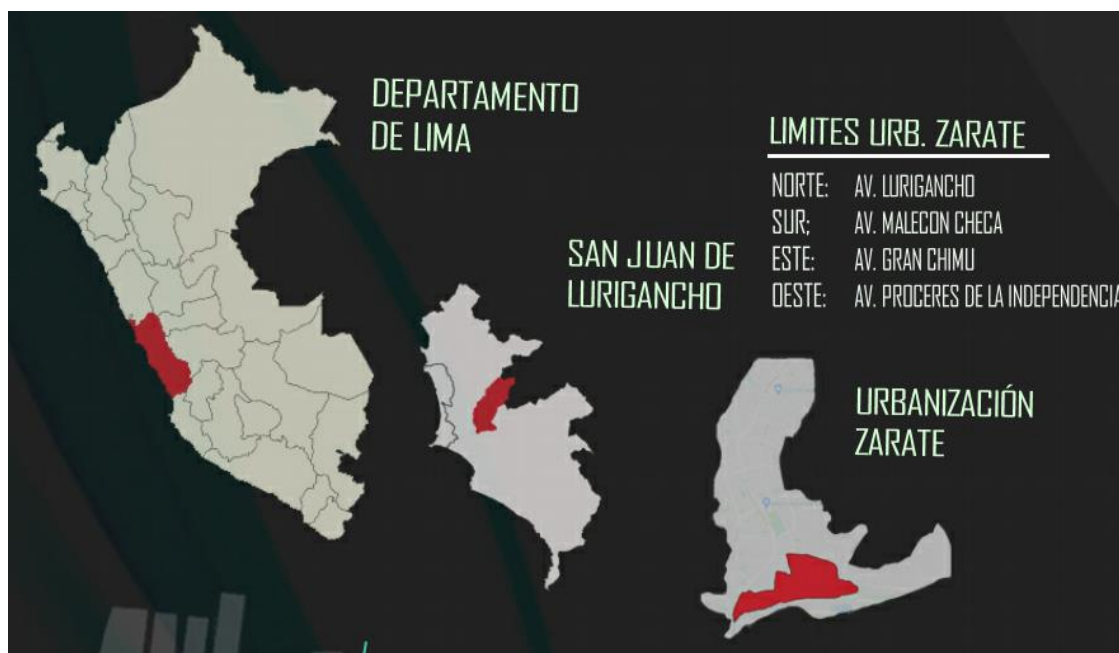 DEPARTAMENTO
DE LIMA
LIMITES URB. ZARATE
NORTE: AV. LURIGANCHO
SUR; AV. MALECON CHECA
ESTE: AV. GRAN CHIMU
OESTE: AV. PROCERES DE LA INDEPENDENCIA
SAN JUAN DE
LURIGANCHO
URBANIZACIÓN
ZARATE